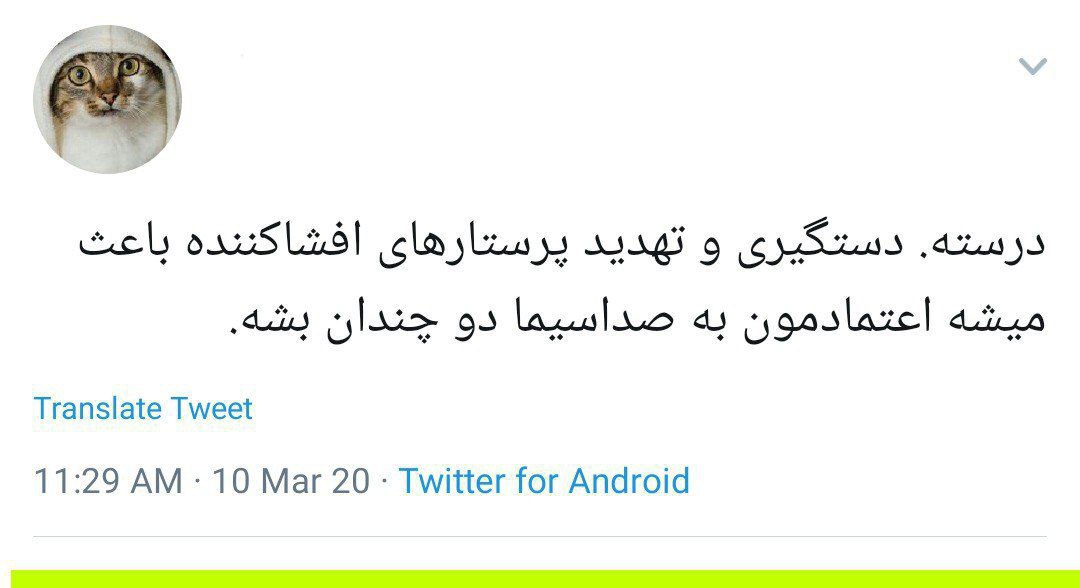 درسته. دستگیری و تهدید پرستارهای افشاکننده باعث
میشه اعتمادمون به صداسیما دو چندان بشه.
Translate Tweet
11:29 AM · 10 Mar 20 · Twitter for Android